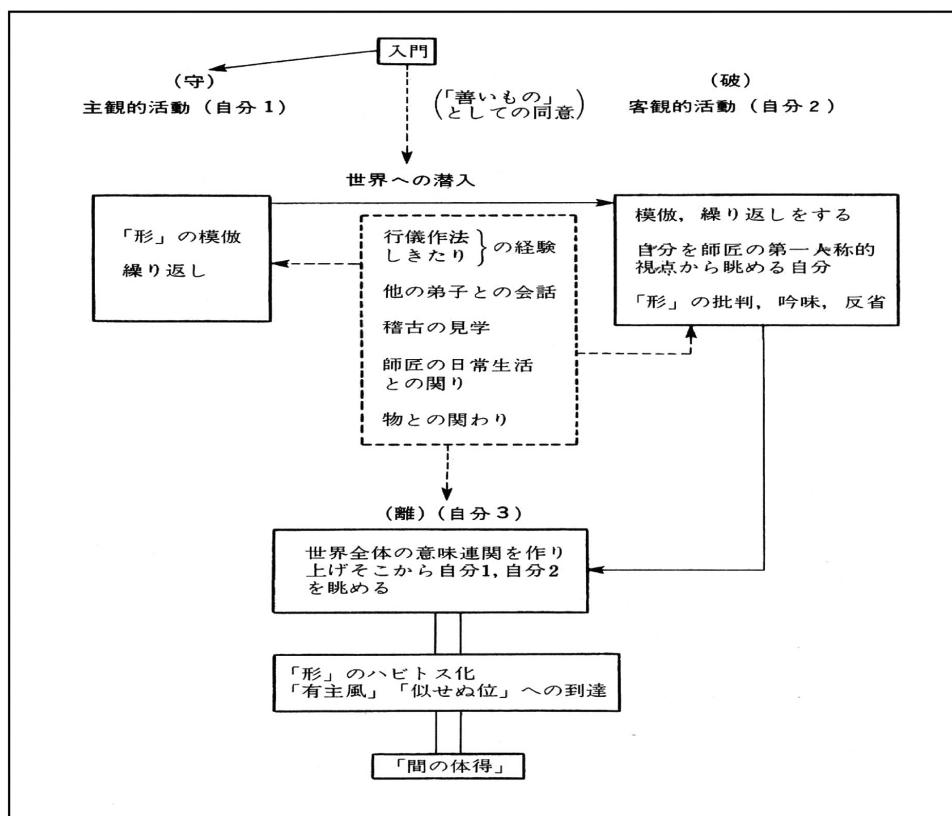 入門
(守)
主観的活動 (自分1)
(「善いもの」
としての同意)
(破)
客観的活動 (自分2)
世界への潜入
「形」の模倣
繰り返し
行儀作法
しきたり
}の経験
他の弟子との会話
稽古の見学
師匠の日常生活
との関り
物との関わり
模倣,繰り返しをする
自分を師匠の第一人称的
視点から眺める自分
「形」の批判,吟味,反省
(離) (自分3)
世界全体の意味連関を作り
上げそこから自分1,自分2
を眺める
「形」のハビトス化
「有主風」「似せぬ位」への到達
「間の体得」